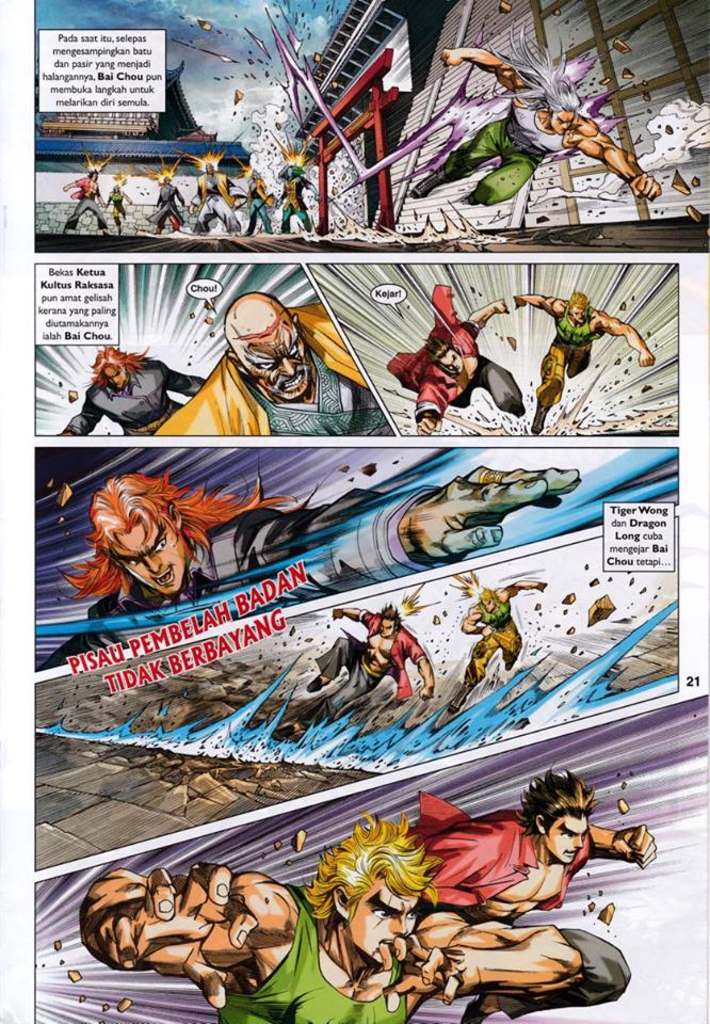 Pada saat itu, selepas
mengesampingkan batu
dan pasir yang menjadi
halangannya, Bai Chou pun
membuka langkah untuk
melarikan diri semula.
Bekas Ketua
Kultus Raksasa
pun amat gelisah
kerana yang paling
diutamakannya
ialah Bai Chou.
Chou!
Kejar!
Tiger Wong
dan Dragon
Long cuba
mengejar Bai
Chou tetapi...
PISAU PEMBELAH BADAN
TIDAK BERBAYANG
21